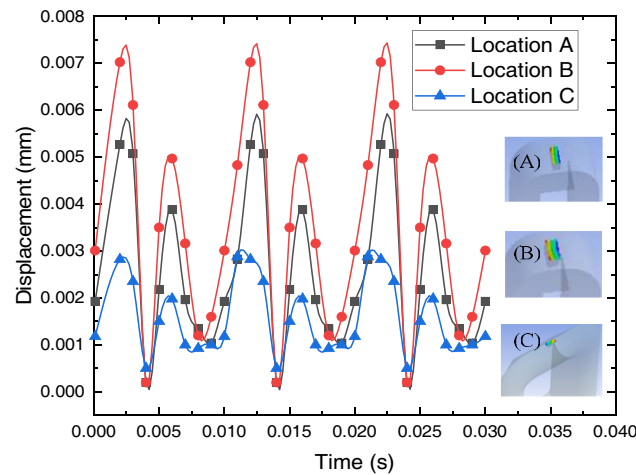 0.008
0.007
0.006
0.005
0.004
0.003
0.002
0.001
0.000
Displacement (mm)
Location A
Location B
Location C
(A)
(B)
(C)
0.000 0.005 0.010 0.015 0.020 0.025 0.030 0.035 0.040
Time (s)